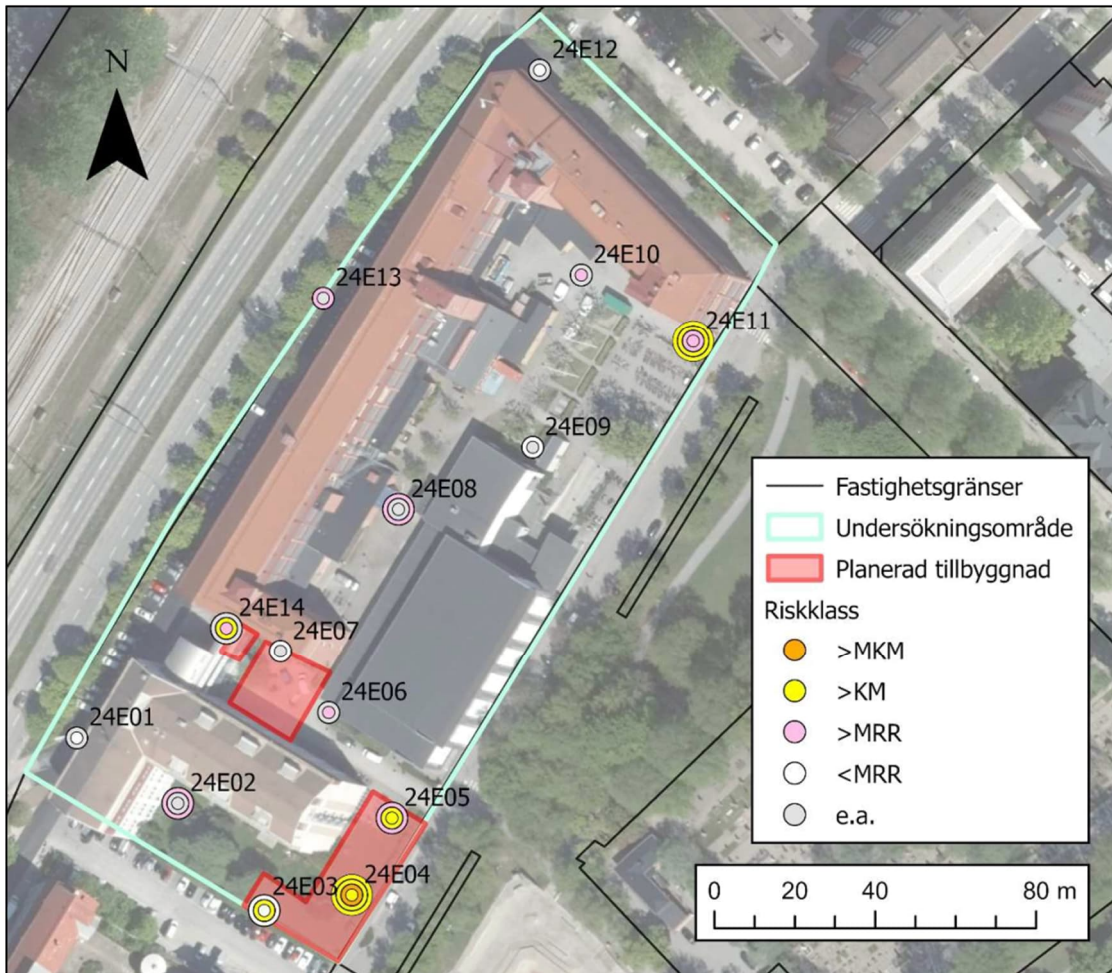 N
24E12
24E10
24E13
24E11
24E09
24E08
24E14
24E07
24E06
24E01
24E02
24E05
24E03
24E04
Fastighetsgränser
Undersökningsområde
Planerad tillbyggnad
Riskklass
>MKM
>KM
>MRR
<MRR
e.a.
0 20 40 80 m